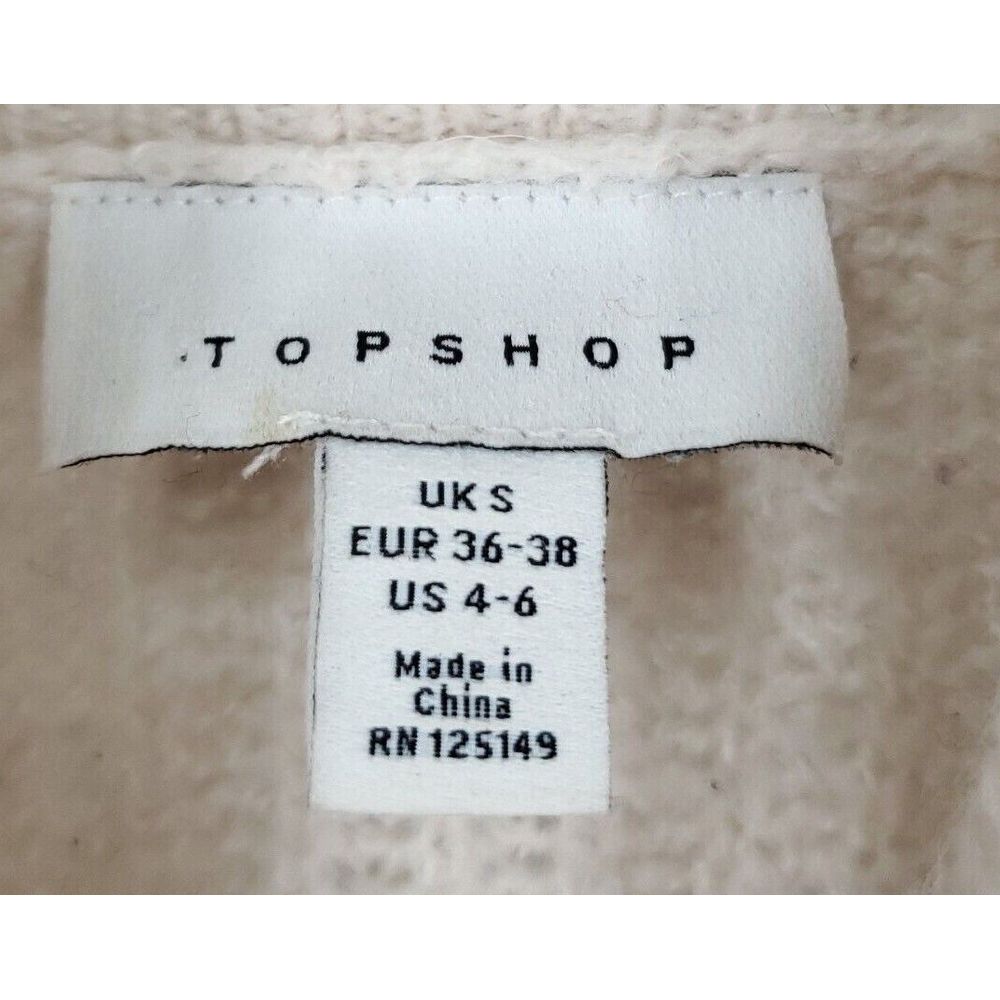 TOPSHOP
UK S
EUR 36-38
US 4-6
Made in
China
RN 125149